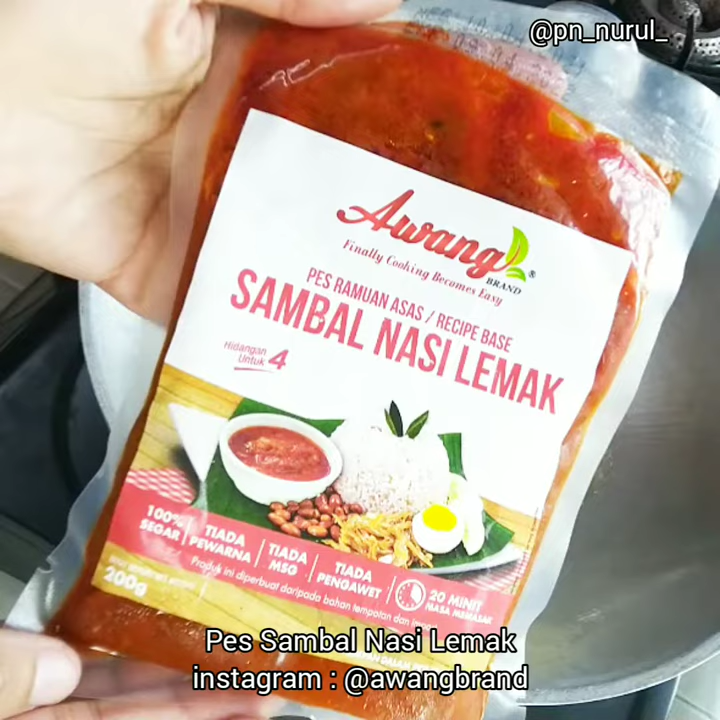 @pn_nurul_
Awang
BRAND
®
Finally Cooking Becomes Easy
PES RAMUAN ASAS / RECIPE BASE
SAMBAL NASI LEMAK
Hidangan
Untuk 4
100%
SEGAR
TIADA
PEWARNA
TIADA
MSG
TIADA
PENGAWET
20 MINIT
MASA MEMASAK
Produk ini diperbuat daripada bahan tempatan dan
200g
Pes Sambal Nasi Lemak
instagram : @awangbrand